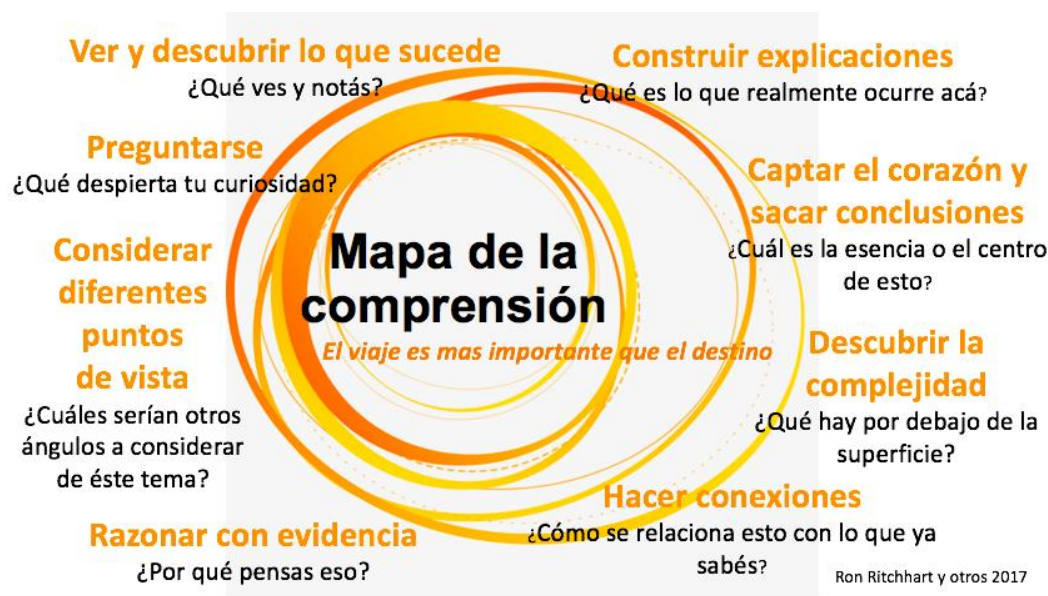 Ver y descubrir lo que sucede
¿Qué ves y notás?
Construir explicaciones
¿Qué es lo que realmente ocurre acá?
Preguntarse
¿Qué despierta tu curiosidad?
Captar el corazón y
sacar conclusiones
¿Cuál es la esencia o el centro
de esto?
Considerar
diferentes
puntos
de vista
¿Cuáles serían otros
ángulos a considerar
de éste tema?
Mapa de la
comprensión
El viaje es mas importante que el destino
Descubrir la
complejidad
¿Qué hay por debajo de la
superficie?
Razonar con evidencia
¿Por qué pensas eso?
Hacer conexiones
¿Cómo se relaciona esto con lo que ya
sabés?
Ron Ritchhart y otros 2017